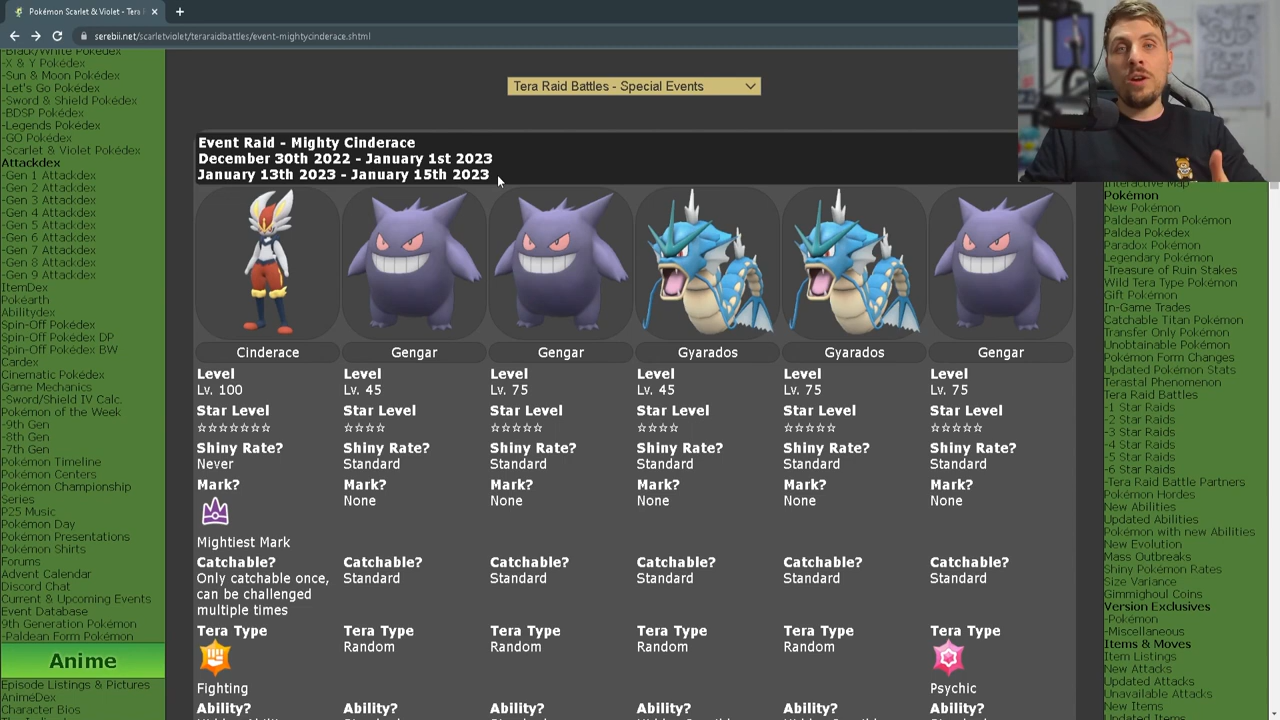 Pokémon Scarlet & Violet - Tera
serebii.net/scarletviolet/teraraidbattles/event-mightycinderace.shtml
-Black/White Pokédex
-X & Y Pokédex
-Sun & Moon Pokédex
-Let's Go Pokédex
-Sword & Shield Pokédex
-BDSP Pokédex
-Legends Pokédex
-GO Pokédex
-Scarlet & Violet Pokédex
Attackdex
-Gen 1 Attackdex
-Gen 2 Attackdex
-Gen 3 Attackdex
-Gen 4 Attackdex
-Gen 5 Attackdex
-Gen 6 Attackdex
-Gen 7 Attackdex
-Gen 8 Attackdex
-Gen 9 Attackdex
ItemDex
Pokéarth
Abilitydex
Spin-Off Pokédex
Spin-Off Pokédex DP
Spin-Off Pokédex BW
Cardex
Cinematic Pokédex
Game Mechanics
-Sword/Shield IV Calc.
Pokémon of the Week
-9th Gen
-8th Gen
-7th Gen
Pokémon Timeline
Pokémon Centers
Pokémon Championship
Series
P25 Music
Pokémon Day
Pokémon Presentations
Pokémon Shirts
Forums
Advent Calendar
Discord Chat
Current & Upcoming Events
Event Database
9th Generation Pokémon
-Paldean Form Pokémon
Anime
Episode Listings & Pictures
AniméDex
Character Bios
Tera Raid Battles - Special Events
Event Raid - Mighty Cinderace
December 30th 2022 - January 1st 2023
January 13th 2023 - January 15th 2023
Cinderace Gengar Gengar Gyarados Gyarados Gengar
Level Level Level Level Level Level
Lv. 100 Lv. 45 Lv. 75 Lv. 45 Lv. 75 Lv. 75
Star Level Star Level Star Level Star Level Star Level Star Level
☆☆☆☆☆☆☆ ☆☆☆☆ ☆☆☆☆☆ ☆☆☆☆ ☆☆☆☆☆ ☆☆☆☆☆
Shiny Rate? Shiny Rate? Shiny Rate? Shiny Rate? Shiny Rate? Shiny Rate?
Never Standard Standard Standard Standard Standard
Mark? Mark? Mark? Mark? Mark? Mark?
None None None None None
Mightiest Mark
Catchable? Catchable? Catchable? Catchable? Catchable? Catchable?
Only catchable once, Standard Standard Standard Standard Standard
can be challenged
multiple times
Tera Type Tera Type Tera Type Tera Type Tera Type Tera Type
Random Random Random Random
Fighting Psychic
Ability? Ability? Ability? Ability? Ability? Ability?
Interactive Map
Pokémon
New Pokémon
Paldean Form Pokémon
Paldea Pokédex
Paradox Pokémon
Legendary Pokémon
-Treasure of Ruin Stakes
Wild Tera Type Pokémon
Gift Pokémon
In-Game Trades
Catchable Titan Pokémon
Transfer Only Pokémon
Unobtainable Pokémon
Pokémon Form Changes
Updated Pokémon Stats
Terastal Phenomenon
Tera Raid Battles
-1 Star Raids
-2 Star Raids
-3 Star Raids
-4 Star Raids
-5 Star Raids
-6 Star Raids
-Tera Raid Battle Partners
Pokémon Hordes
New Abilities
Updated Abilities
Pokémon with new Abilities
New Evolution
Mass Outbreaks
Shiny Pokémon Rates
Size Variance
Gimmighoul Coins
Version Exclusives
-Pokémon
-Miscellaneous
Items & Moves
Item Listings
New Attacks
Updated Attacks
Unavailable Attacks
New Items
Updated Items